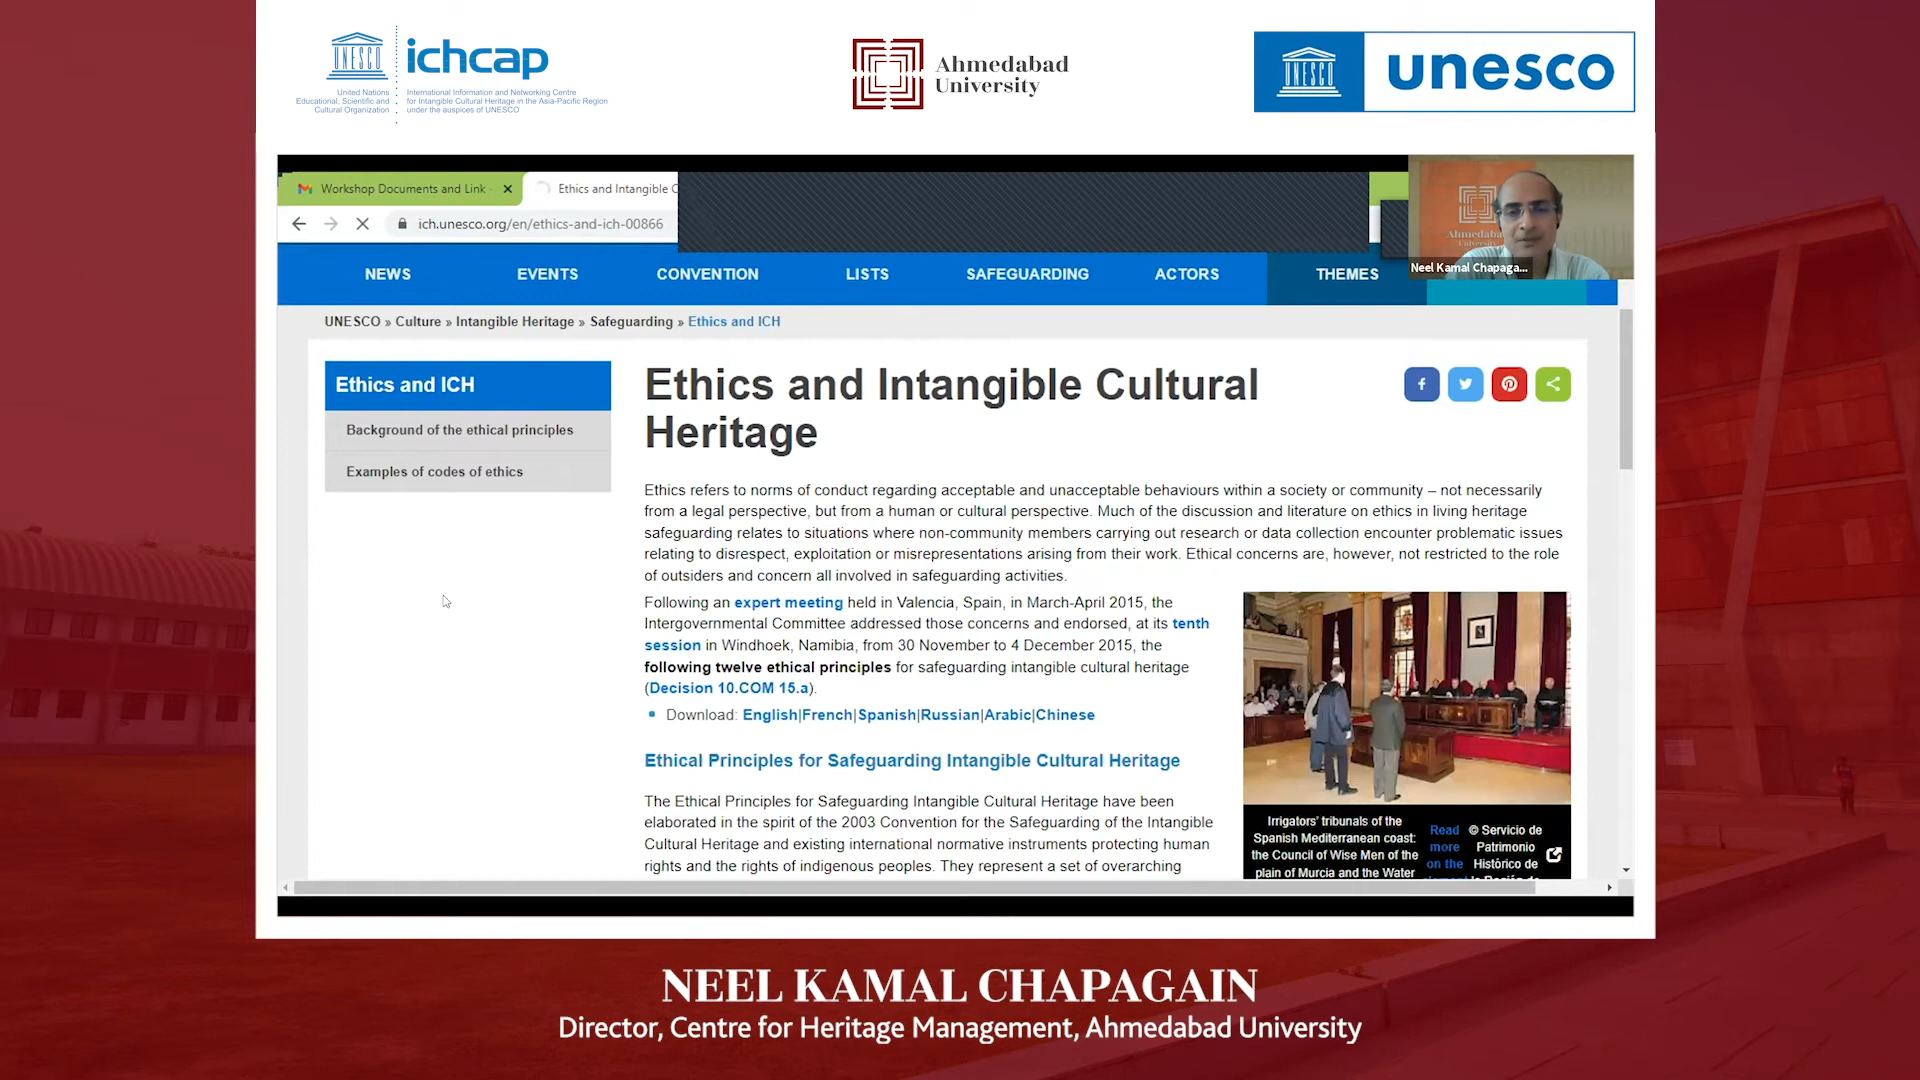 UNESCO
United Nations
Educational, Scientific and
Cultural Organization
ichcap
International Information and Networking Centre
for Intangible Cultural Heritage in the Asia-Pacific Region
under the auspices of UNESCO
Ahmedabad
University
UNESCO
unesco
Workshop Documents and Link -
Ethics and Intangible C
ich.unesco.org/en/ethics-and-ich-00866
Ahmedaba
University
Neel Kamal Chapaga...
NEWS EVENTS CONVENTION LISTS SAFEGUARDING ACTORS THEMES
UNESCO » Culture » Intangible Heritage » Safeguarding » Ethics and ICH
Ethics and ICH
Background of the ethical principles
Examples of codes of ethics
Ethics and Intangible Cultural
Heritage
Ethics refers to norms of conduct regarding acceptable and unacceptable behaviours within a society or community – not necessarily
from a legal perspective, but from a human or cultural perspective. Much of the discussion and literature on ethics in living heritage
safeguarding relates to situations where non-community members carrying out research or data collection encounter problematic issues
relating to disrespect, exploitation or misrepresentations arising from their work. Ethical concerns are, however, not restricted to the role
of outsiders and concern all involved in safeguarding activities.
Following an expert meeting held in Valencia, Spain, in March-April 2015, the
Intergovernmental Committee addressed those concerns and endorsed, at its tenth
session in Windhoek, Namibia, from 30 November to 4 December 2015, the
following twelve ethical principles for safeguarding intangible cultural heritage
(Decision 10.COM 15.a).
Download: English|French|Spanish|Russian|Arabic|Chinese
Ethical Principles for Safeguarding Intangible Cultural Heritage
The Ethical Principles for Safeguarding Intangible Cultural Heritage have been
elaborated in the spirit of the 2003 Convention for the Safeguarding of the Intangible
Cultural Heritage and existing international normative instruments protecting human
rights and the rights of indigenous peoples. They represent a set of overarching
Irrigators' tribunals of the
Spanish Mediterranean coast:
the Council of Wise Men of the
plain of Murcia and the Water
Read
more
on the
© Servicio de
Patrimonio
Histórico de
NEEL KAMAL CHAPAGAIN
Director, Centre for Heritage Management, Ahmedabad University